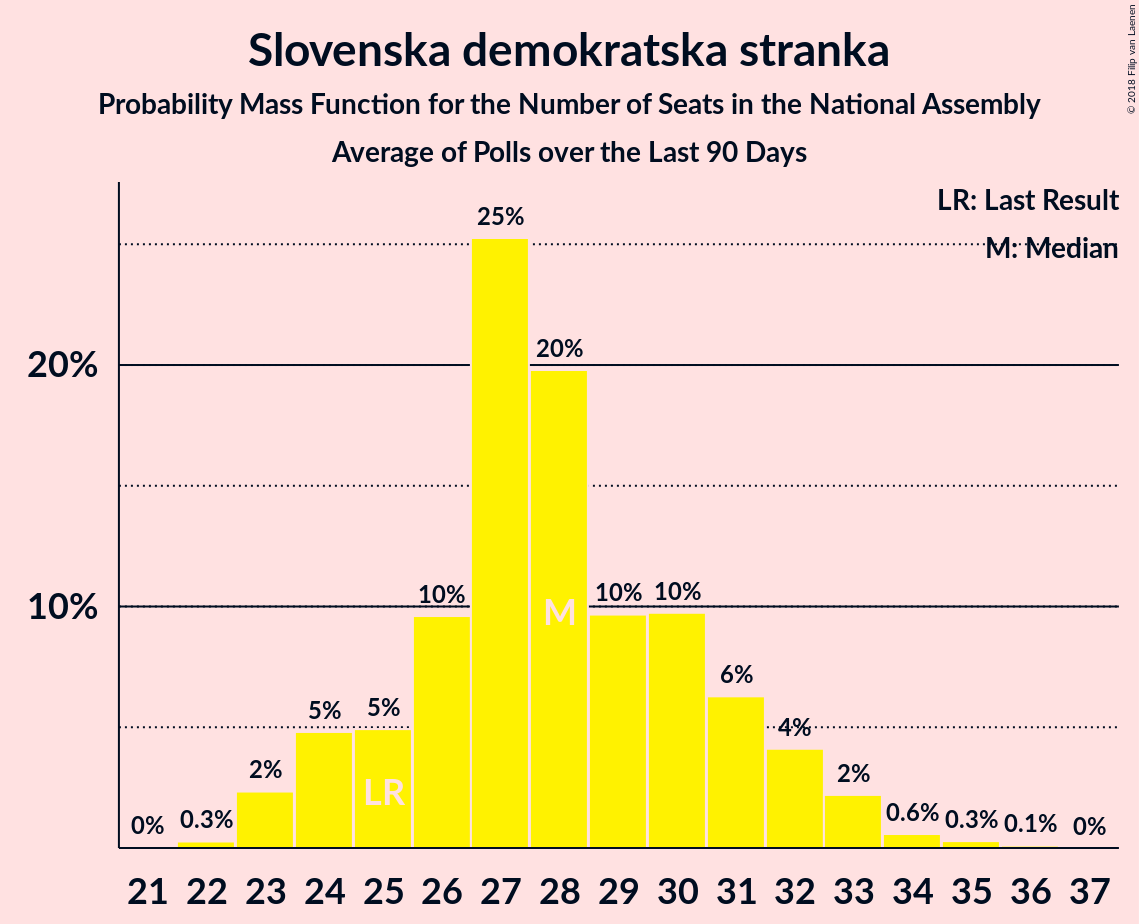 Slovenska demokratska stranka
Probability Mass Function for the Number of Seats in the National Assembly
Average of Polls over the Last 90 Days
© 2018 Filip van Laenen
LR: Last Result
M: Median
20%
10%
0%
0.3%
2%
5%
5%
10%
25%
20%
10%
10%
6%
4%
2%
0.6%
0.3%
0.1%
0%
LR
M
21 22 23 24 25 26 27 28 29 30 31 32 33 34 35 36 37